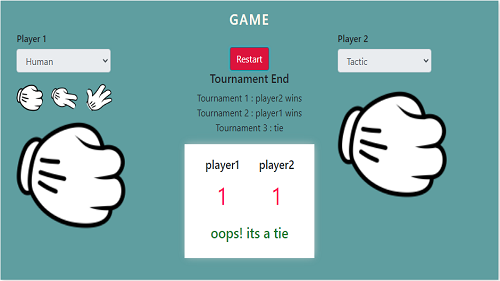 GAME
Player 1
Player 2
Human
Restart
Tactic
Tournament End
Tournament 1 : player2 wins
Tournament 2 : player1 wins
Tournament 3 : tie
player1 player2
1 1
oops! its a tie